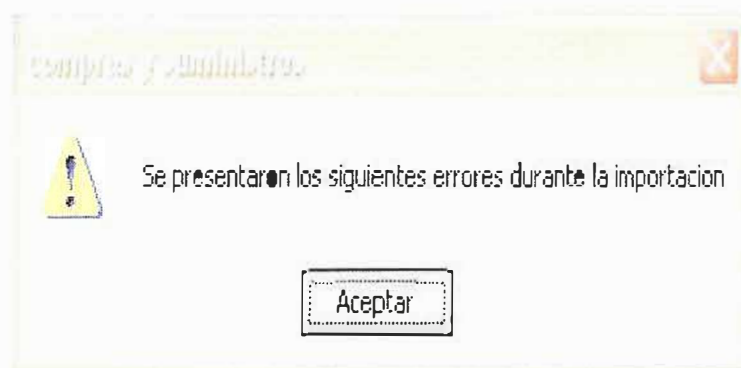 compras y suministros
Se presentaron los siguientes errores durante la importacion
Aceptar